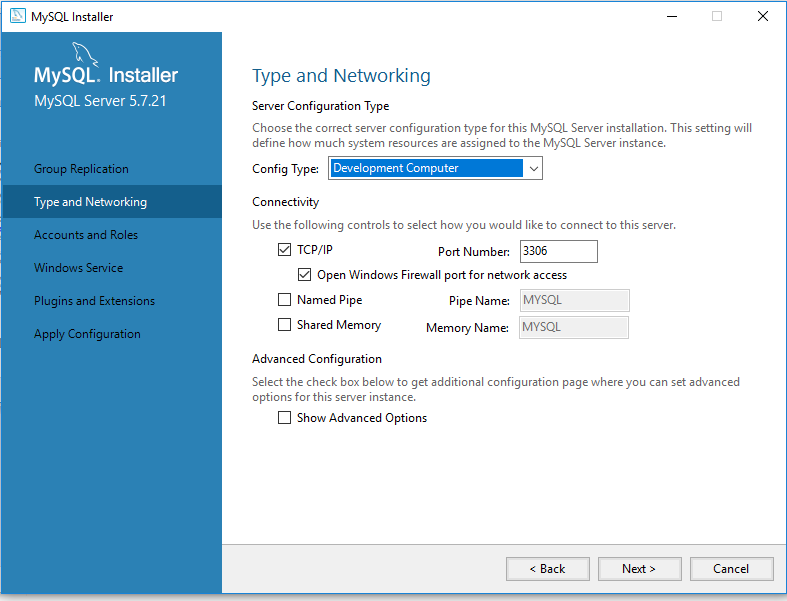 MySQL Installer
MySQL. Installer
MySQL Server 5.7.21
Group Replication
Type and Networking
Accounts and Roles
Windows Service
Plugins and Extensions
Apply Configuration
Type and Networking
Server Configuration Type
Choose the correct server configuration type for this MySQL Server installation. This setting will
define how much system resources are assigned to the MySQL Server instance.
Config Type: Development Computer
Connectivity
Use the following controls to select how you would like to connect to this server.
TCP/IP Port Number: 3306
Open Windows Firewall port for network access
Named Pipe Pipe Name: MYSQL
Shared Memory Memory Name: MYSQL
Advanced Configuration
Select the check box below to get additional configuration page where you can set advanced
options for this server instance.
Show Advanced Options
< Back Next > Cancel